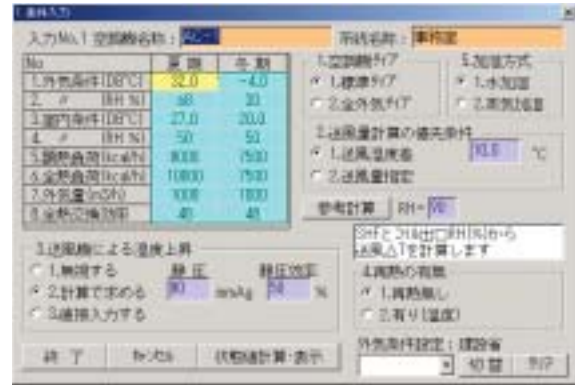 1.条件入力
入力No.1 空調機名称： AC-1 系統名称： 事務室
No 夏期 冬期
1.外気条件(DB℃) 32.0 -4.0
2. 〃 (RH %) 68 30
3.室内条件(DB℃) 27.0 20.0
4. 〃 (RH %) 50 50
5.顕熱負荷(kcal/h) 8000 7500
6.全熱負荷(kcal/h) 10800 7500
7.外気量(m3/h) 1000 1000
8.全熱交換効率
1.空調機タイプ
1.標準タイプ
2.全外気タイプ
5.加湿方式
1.水加湿
2.蒸気加湿
2.送風量計算の優先条件
1.送風温度差 10.0 ℃
2.送風量指定
参考計算 RH= 90
SHFとコイル出口RH(%)から
送風△Tを計算します
3.送風機による温度上昇
1.無視する 静圧 静圧効率
2.計算で求める 80 mmAq 50 %
3.直接入力する
4.再熱の有無
1.再熱無し
2.有り(温度)
外気条件設定： 建設省
終了 キャンセル 状態値計算・表示 切替 クリア